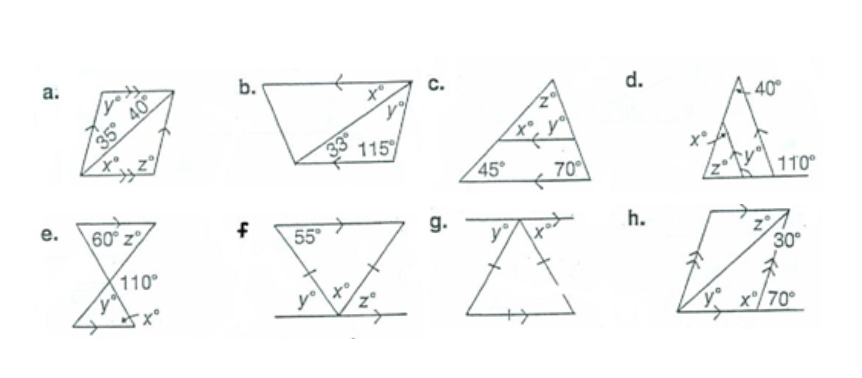 a.
y° 40°
35°
x° z°
b.
x°
y°
33° 115°
c.
z°
x° y°
45° 70°
d.
40°
x°
z° y° 110°
e.
60° z°
110°
y°
x°
f
55°
y° x° z°
g.
y° x°
h.
z°
30°
y° x° 70°